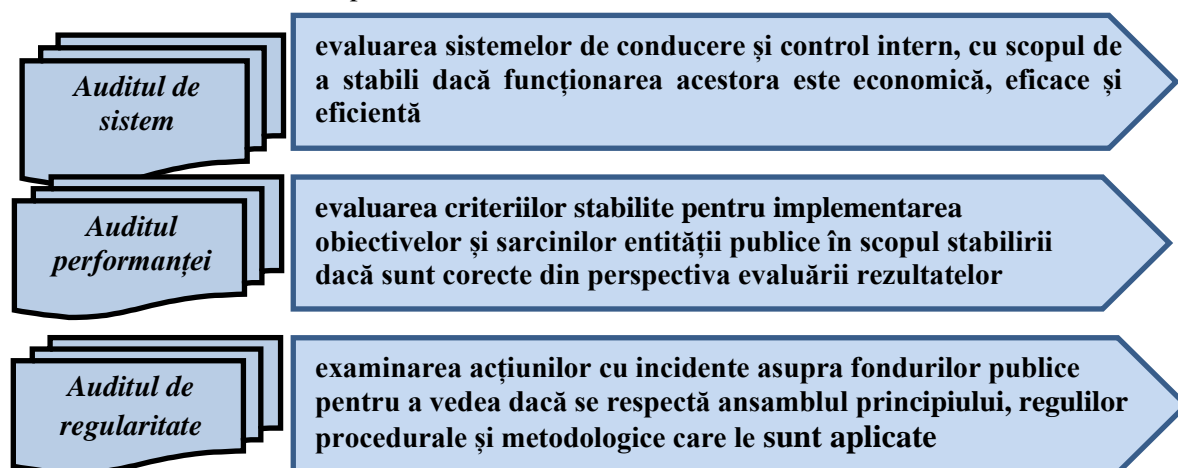 evaluarea sistemelor de conducere și control intern, cu scopul de
a stabili dacă funcționarea acestora este economică, eficace și
eficientă
Auditul de
sistem
evaluarea criteriilor stabilite pentru implementarea
obiectivelor și sarcinilor entității publice în scopul stabilirii
dacă sunt corecte din perspectiva evaluării rezultatelor
Auditul
performanței
examinarea acțiunilor cu incidente asupra fondurilor publice
pentru a vedea dacă se respectă ansamblul principiului, regulilor
procedurale și metodologice care le sunt aplicate
Auditul de
regularitate